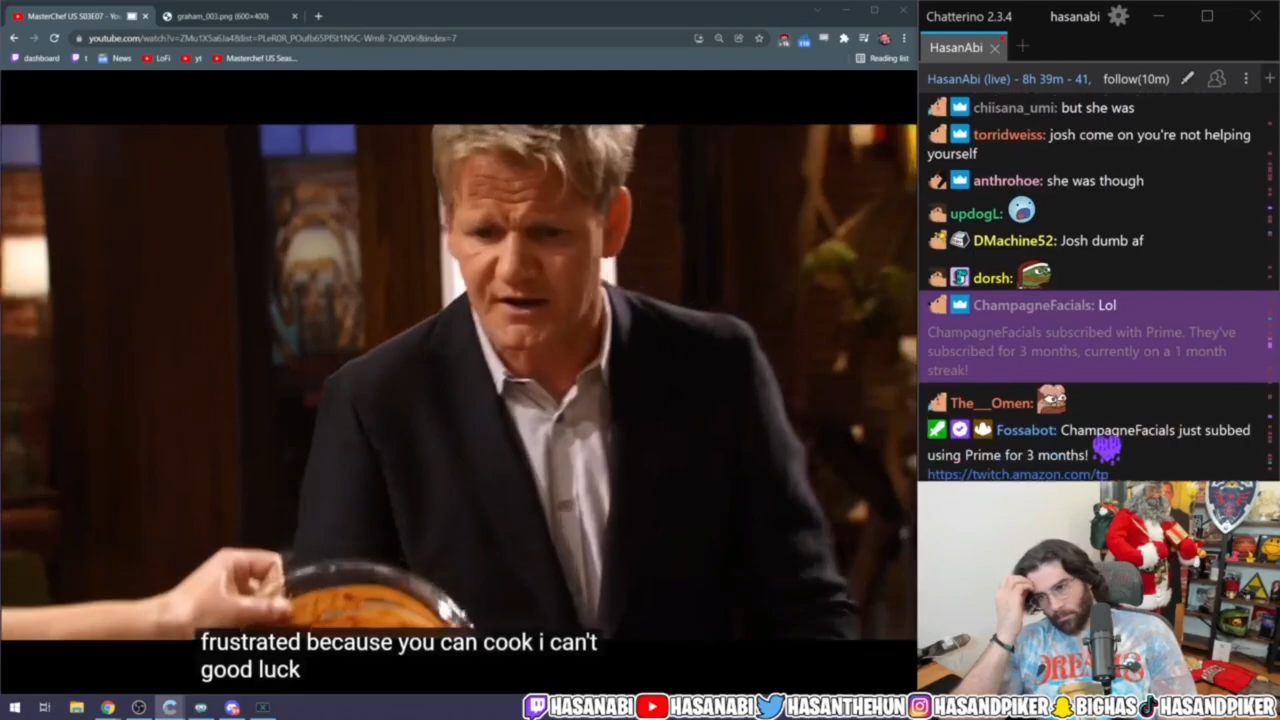 MasterChef US S03E07 - You
graham_003.png (600×400)
youtube.com/watch?v=ZMu1X5a6Ja4&list=PLeR0R_POufb65PfSt1N5C-Wm8-7sQV0ri&index=7
dashboard
t
News
LoFi
yt
Masterchef US Seas...
Reading list
frustrated because you can cook i can't
good luck
Chatterino 2.3.4
hasanabi
HasanAbi
HasanAbi (live) - 8h 39m - 41,
follow(10m)
chiisana_umi: but she was
torridweiss: josh come on you're not helping
yourself
anthrohoe: she was though
updogL:
DMachine52: Josh dumb af
dorsh:
ChampagneFacials: Lol
ChampagneFacials subscribed with Prime. They've
subscribed for 3 months, currently on a 1 month
streak!
The___Omen:
Fossabot: ChampagneFacials just subbed
using Prime for 3 months!
https://twitch.amazon.com/tp
DREAMS
HASANABI HASANABI HASANTHEHUN HASANDPIKER BIGHAS HASANDPIKER